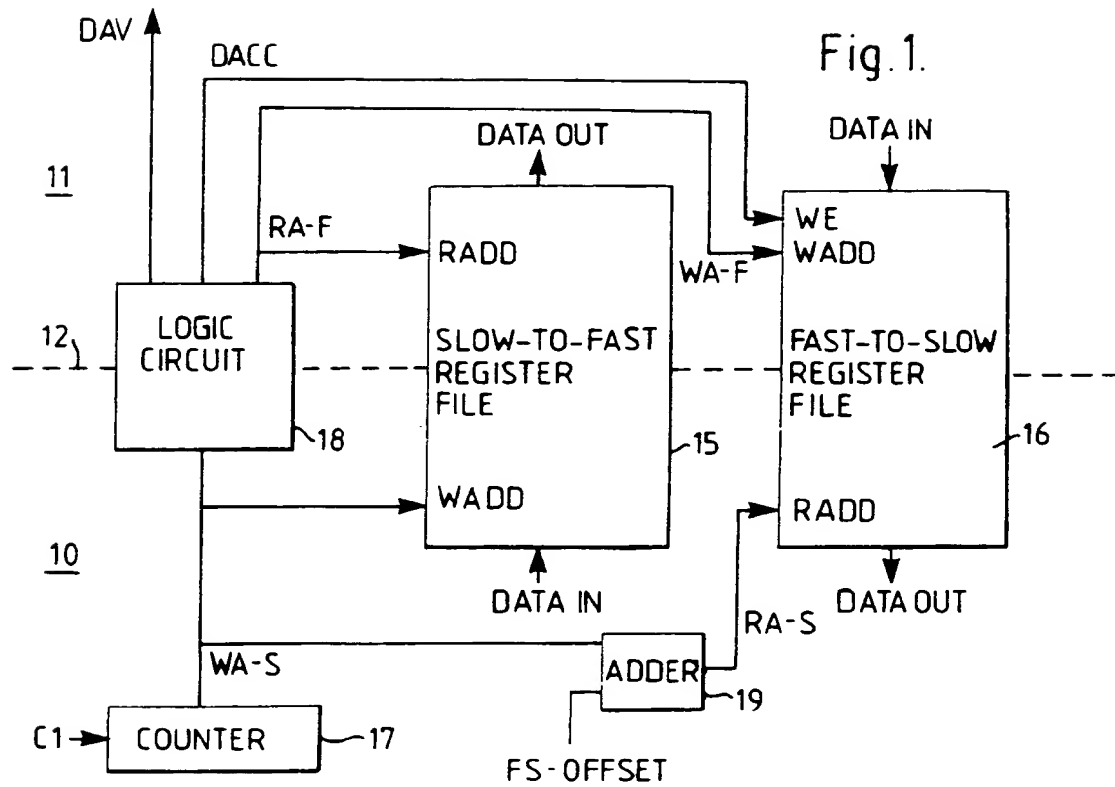 DAV
DACC
Fig.1.
DATA OUT
DATA IN
11
RA-F
RADD
WE
WADD
WA-F
12
LOGIC
CIRCUIT
SLOW-TO-FAST
REGISTER
FILE
FAST-TO-SLOW
REGISTER
FILE
18
15
16
WADD
RADD
10
DATA IN
DATA OUT
RA-S
WA-S
ADDER
19
C1
COUNTER
17
FS-OFFSET